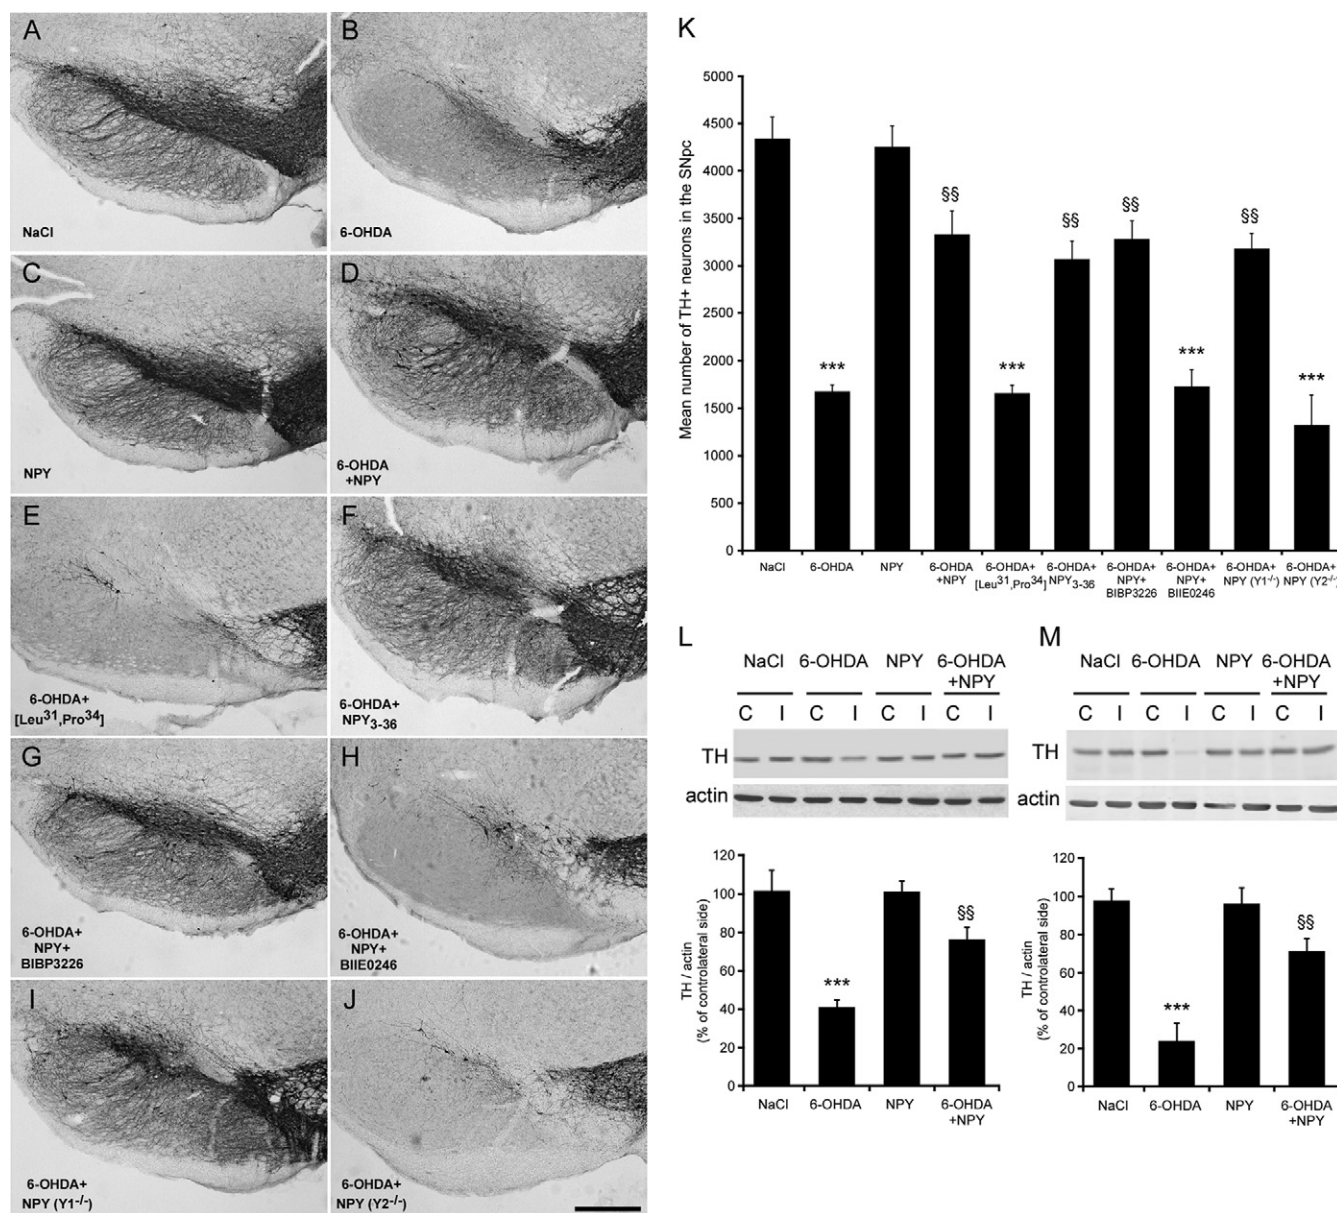 A
NaCl
B
6-OHDA
C
NPY
D
6-OHDA
+NPY
E
6-OHDA+
[Leu31,Pro34]
F
6-OHDA+
NPY3-36
G
6-OHDA+
NPY+
BIBP3226
H
6-OHDA+
NPY+
BIIE0246
I
6-OHDA+
NPY (Y1-/-)
J
6-OHDA+
NPY (Y2-/-)
K
Mean number of TH+ neurons in the SNpc
5000
4500
4000
3500
3000
2500
2000
1500
1000
500
0
*** §§ *** §§ §§ *** §§ ***
NaCl
6-OHDA
NPY
6-OHDA
+NPY
6-OHDA+
[Leu31,Pro34]
6-OHDA+
NPY3-36
6-OHDA+
NPY+
BIBP3226
6-OHDA+
NPY+
BIIE0246
6-OHDA+
NPY (Y1-/-)
6-OHDA+
NPY (Y2-/-)
L
NaCl 6-OHDA NPY 6-OHDA
+NPY
C I C I C I C I
TH
actin
TH / actin
(% of controlateral side)
120
100
80
60
40
20
0
*** §§
NaCl 6-OHDA NPY 6-OHDA
+NPY
M
NaCl 6-OHDA NPY 6-OHDA
+NPY
C I C I C I C I
TH
actin
TH / actin
(% of controlateral side)
120
100
80
60
40
20
0
*** §§
NaCl 6-OHDA NPY 6-OHDA
+NPY